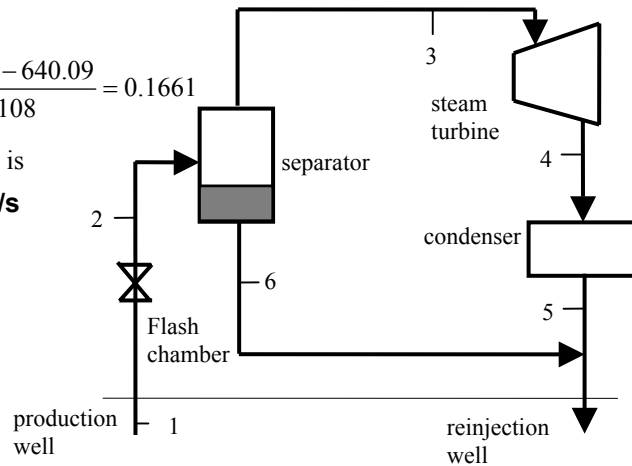 − 640.09
108
= 0.1661
is
/s
3
steam
turbine
separator
4
2
condenser
6
5
Flash
chamber
production
well
1
reinjection
well